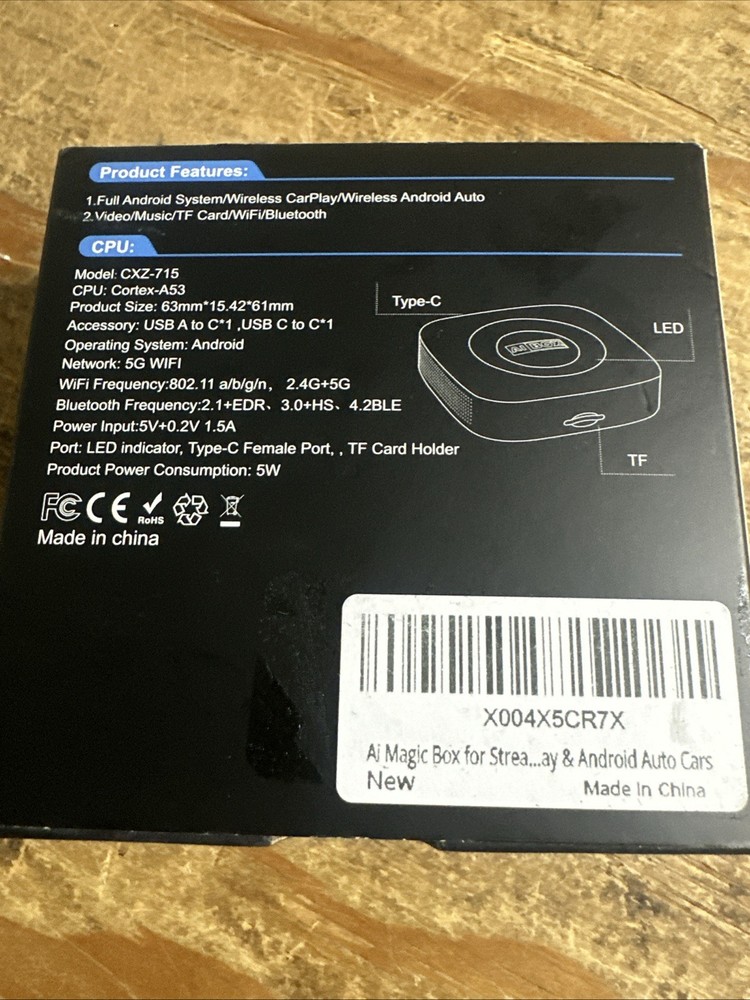 Product Features:
1.Full Android System/Wireless CarPlay/Wireless Android Auto
2.Video/Music/TF Card/WiFi/Bluetooth
CPU:
Model: CXZ-715
CPU: Cortex-A53
Product Size: 63mm*15.42*61mm
Accessory: USB A to C*1 ,USB C to C*1
Operating System: Android
Network: 5G WIFI
WiFi Frequency:802.11 a/b/g/n， 2.4G+5G
Bluetooth Frequency:2.1+EDR、3.0+HS、4.2BLE
Power Input:5V+0.2V 1.5A
Port: LED indicator, Type-C Female Port, , TF Card Holder
Product Power Consumption: 5W
Type-C
LED
AI BOX
TF
FC CE RoHS
Made in china
X004X5CR7X
Ai Magic Box for Strea...ay & Android Auto Cars
New
Made in China